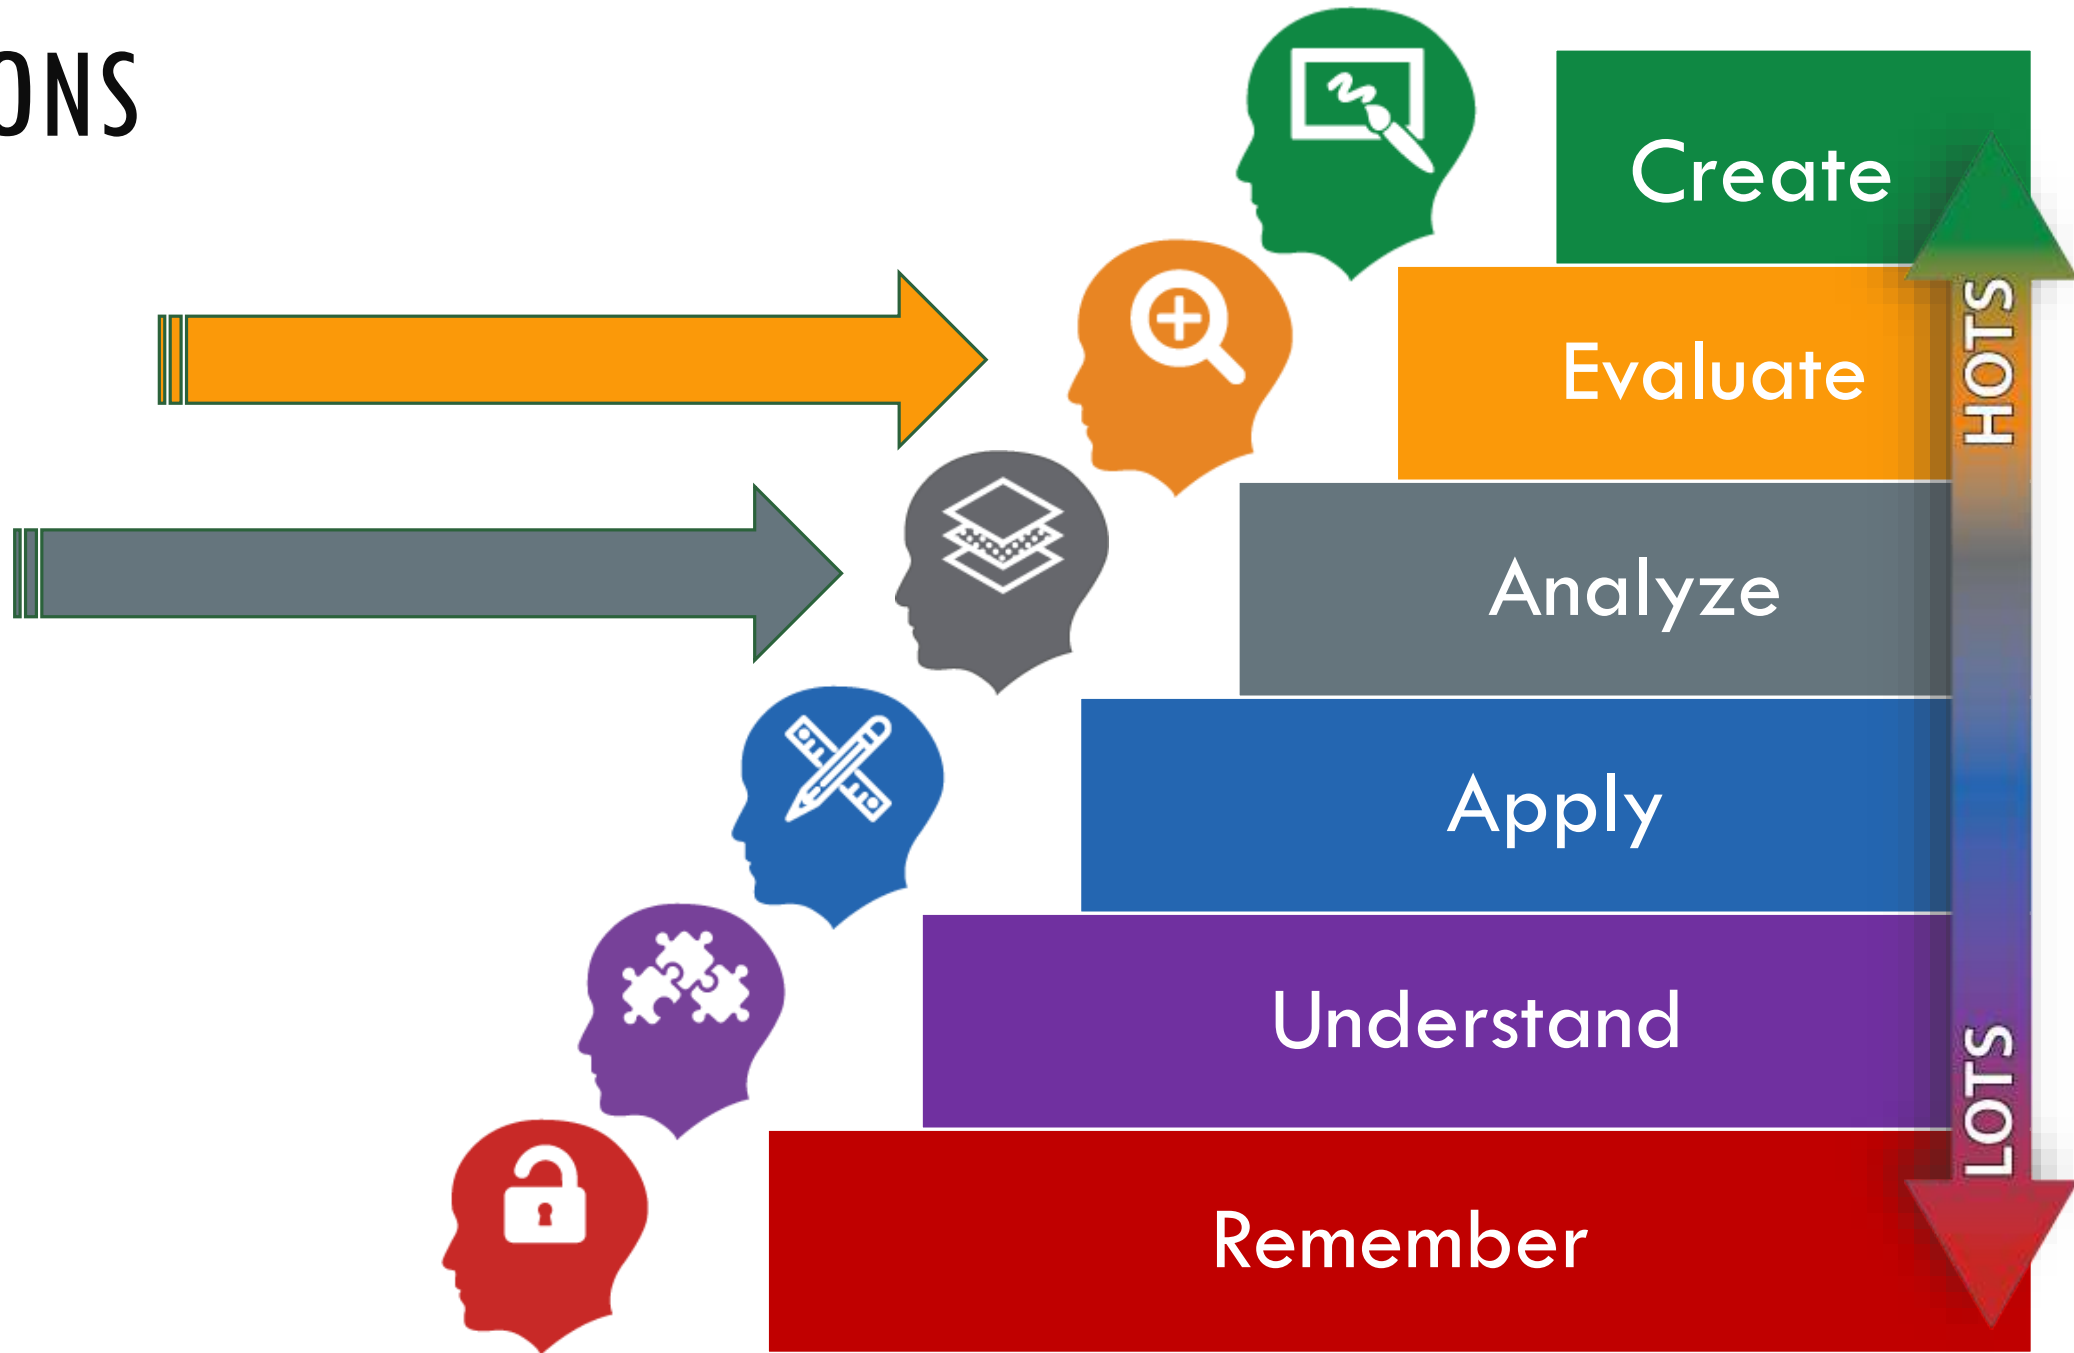 ONS
Create
Evaluate
HOTS
Analyze
Apply
Understand
LOTS
Remember